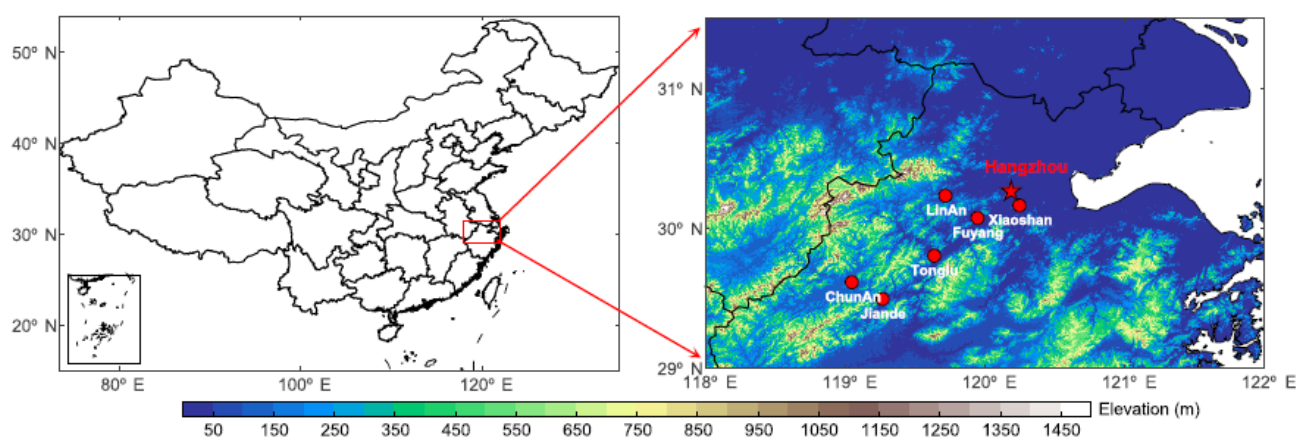 50° N
40° N
30° N
20° N
80° E
100° E
120° E
31° N
30° N
29° N
118° E
119° E
120° E
121° E
122° E
Hangzhou
LinAn
Xiaoshan
Fuyang
Tonglu
ChunAn
Jiande
50 150 250 350 450 550 650 750 850 950 1050 1150 1250 1350 1450
Elevation (m)